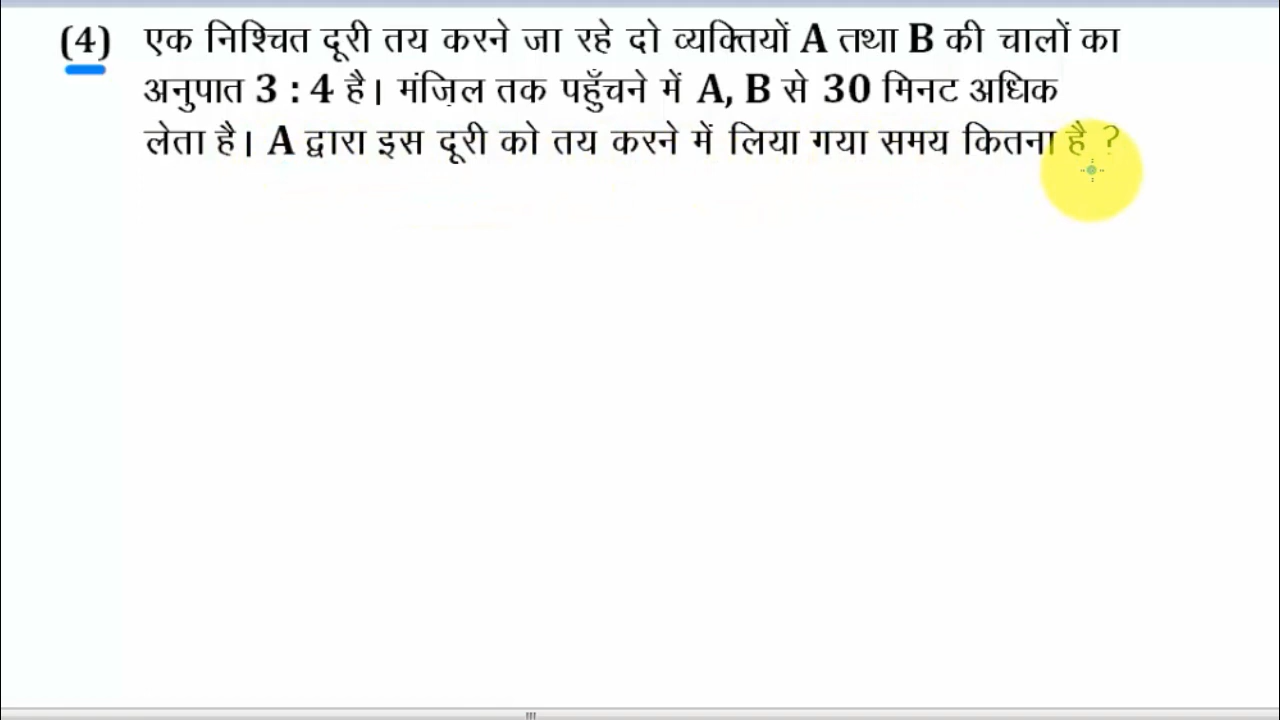 (4) एक निश्चित दूरी तय करने जा रहे दो व्यक्तियों A तथा B की चालों का
अनुपात 3 : 4 है। मंज़िल तक पहुँचने में A, B से 30 मिनट अधिक
लेता है। A द्वारा इस दूरी को तय करने में लिया गया समय कितना है ?